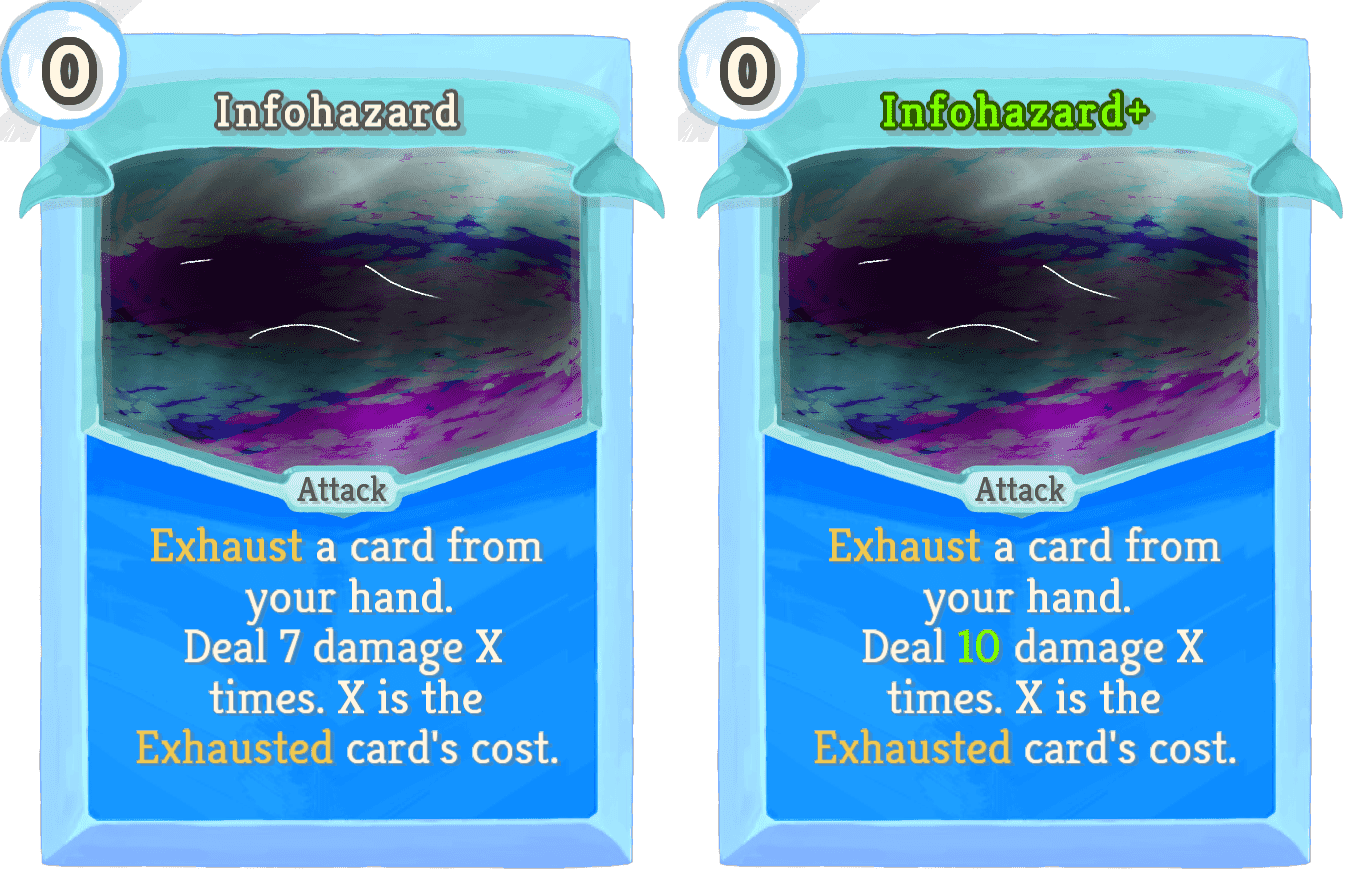 0
Infohazard
Attack
Exhaust a card from
your hand.
Deal 7 damage X
times. X is the
Exhausted card's cost.
0
Infohazard+
Attack
Exhaust a card from
your hand.
Deal 10 damage X
times. X is the
Exhausted card's cost.